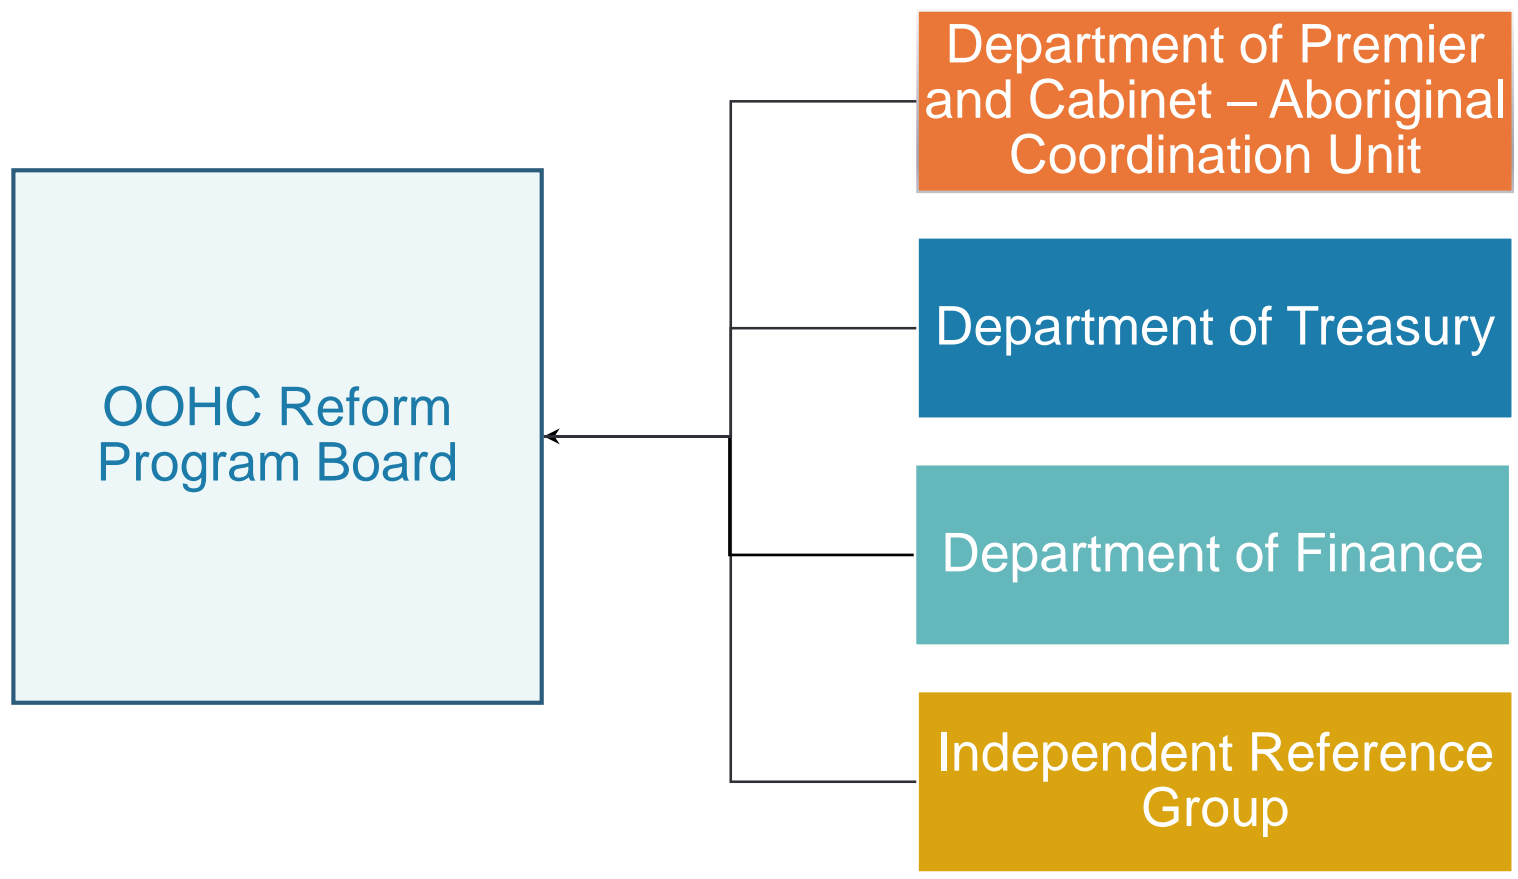 OOHC Reform
Program Board
Department of Premier
and Cabinet – Aboriginal
Coordination Unit
Department of Treasury
Department of Finance
Independent Reference
Group